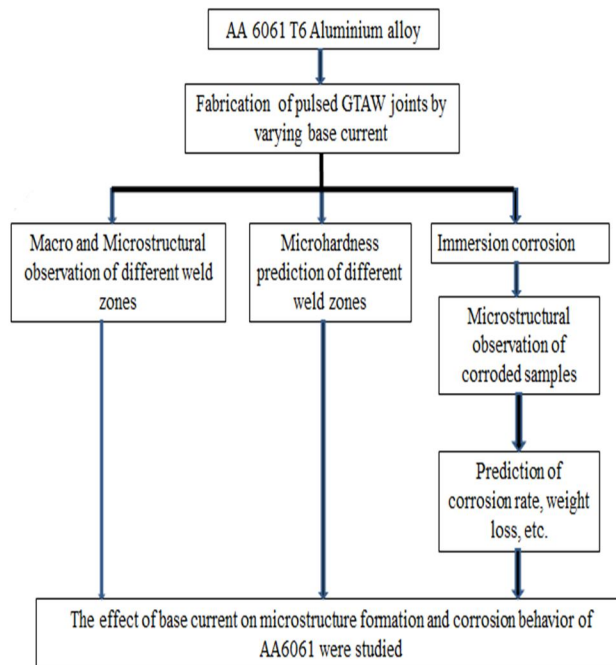 AA 6061 T6 Aluminium alloy
Fabrication of pulsed GTAW joints by
varying base current
Macro and Microstructural
observation of different weld
zones
Microhardness
prediction of different
weld zones
Immersion corrosion
Microstructural
observation of
corroded samples
Prediction of
corrosion rate, weight
loss, etc.
The effect of base current on microstructure formation and corrosion behavior of
AA6061 were studied